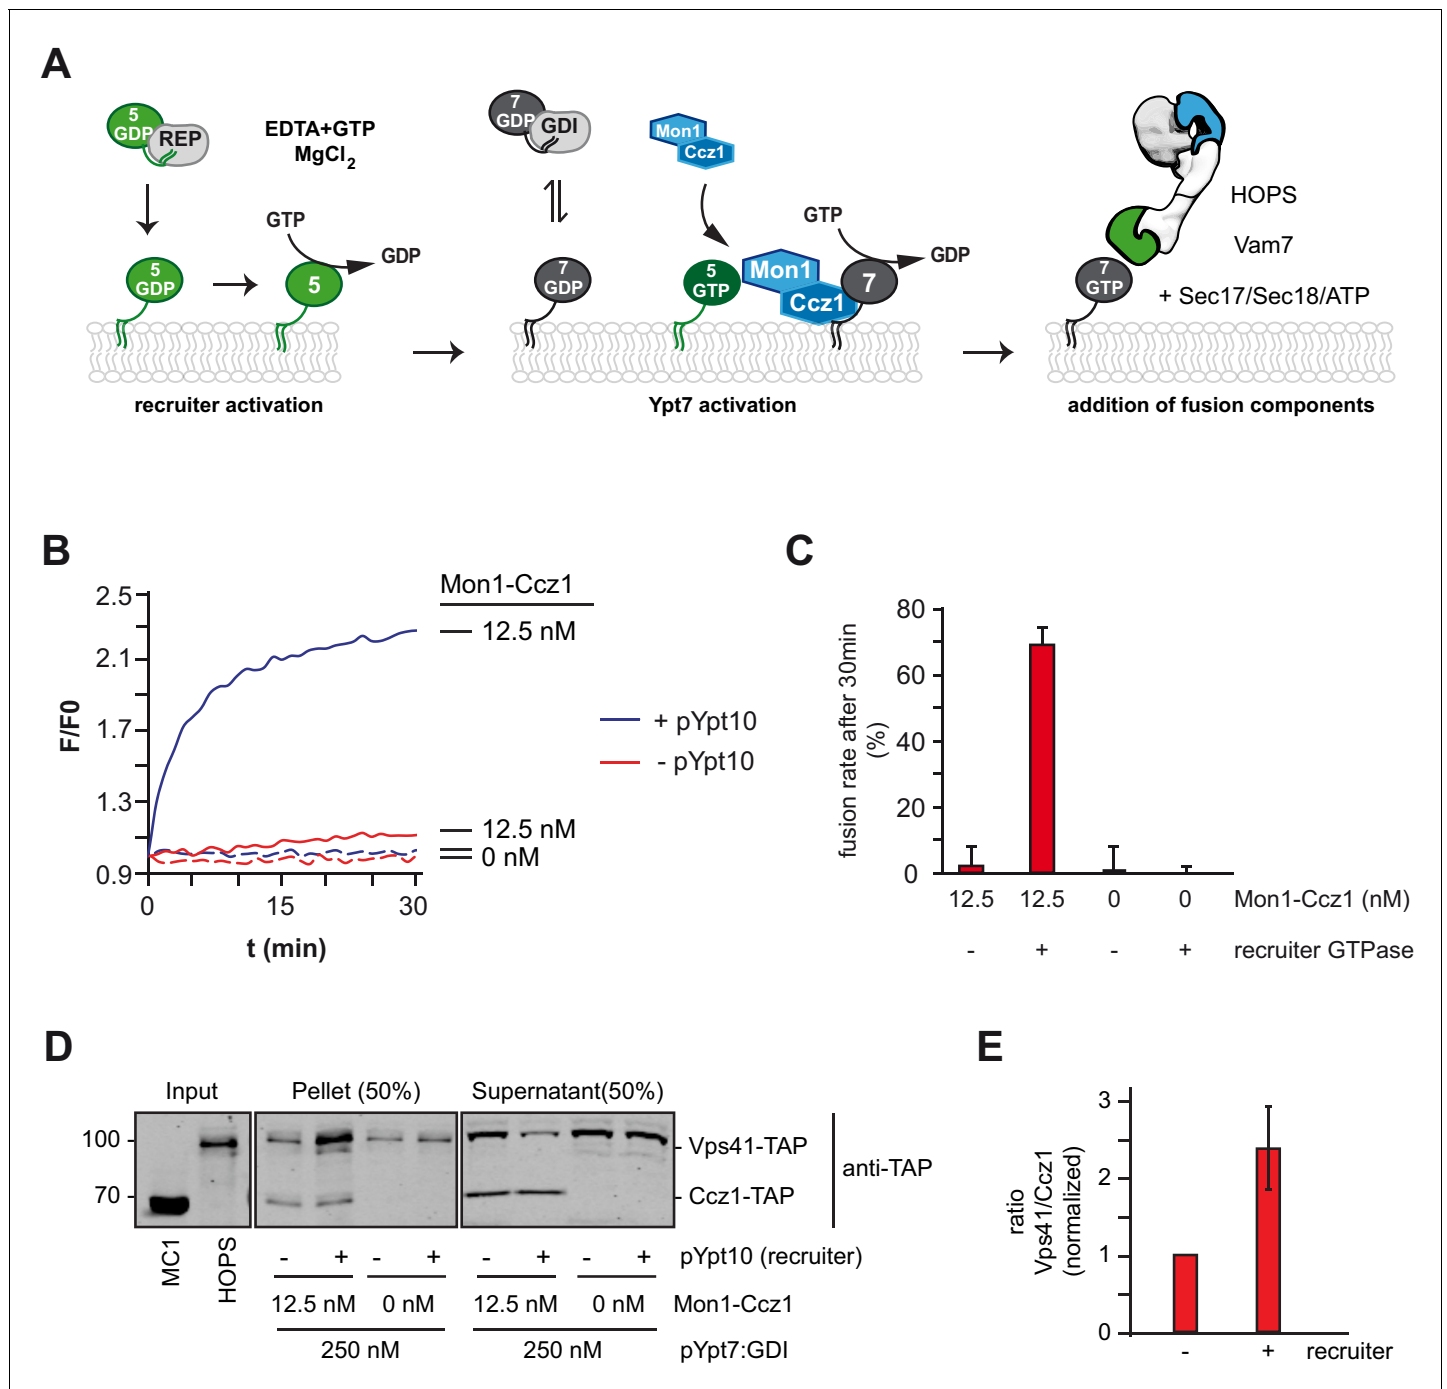 A
5
GDP
REP
EDTA+GTP
MgCl2
7
GDP
GDI
Mon1
Ccz1
HOPS
Vam7
+ Sec17/Sec18/ATP
5
GDP
GTP
GDP
5
7
GDP
5
GTP
Mon1
Ccz1
GTP
GDP
7
7
GTP
recruiter activation
Ypt7 activation
addition of fusion components
B
Mon1-Ccz1
2.5
2.1
1.7
1.3
0.9
F/F0
12.5 nM
12.5 nM
0 nM
+ pYpt10
- pYpt10
0
15
30
t (min)
C
fusion rate after 30min
(%)
80
60
40
20
0
12.5 12.5 0 0 Mon1-Ccz1 (nM)
- + - + recruiter GTPase
D
Input Pellet (50%) Supernatant(50%)
100
70
Vps41-TAP
Ccz1-TAP
anti-TAP
MC1
HOPS
- + - + - + - + pYpt10 (recruiter)
12.5 nM 0 nM 12.5 nM 0 nM Mon1-Ccz1
250 nM 250 nM pYpt7:GDI
E
ratio
Vps41/Ccz1
(normalized)
3
2
1
0
- + recruiter